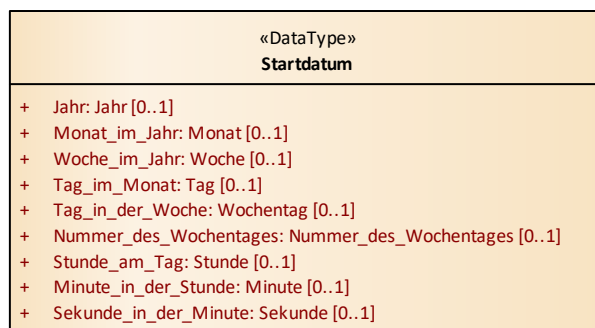 «DataType»
Startdatum
+ Jahr: Jahr [0..1]
+ Monat_im_Jahr: Monat [0..1]
+ Woche_im_Jahr: Woche [0..1]
+ Tag_im_Monat: Tag [0..1]
+ Tag_in_der_Woche: Wochentag [0..1]
+ Nummer_des_Wochentages: Nummer_des_Wochentages [0..1]
+ Stunde_am_Tag: Stunde [0..1]
+ Minute_in_der_Stunde: Minute [0..1]
+ Sekunde_in_der_Minute: Sekunde [0..1]